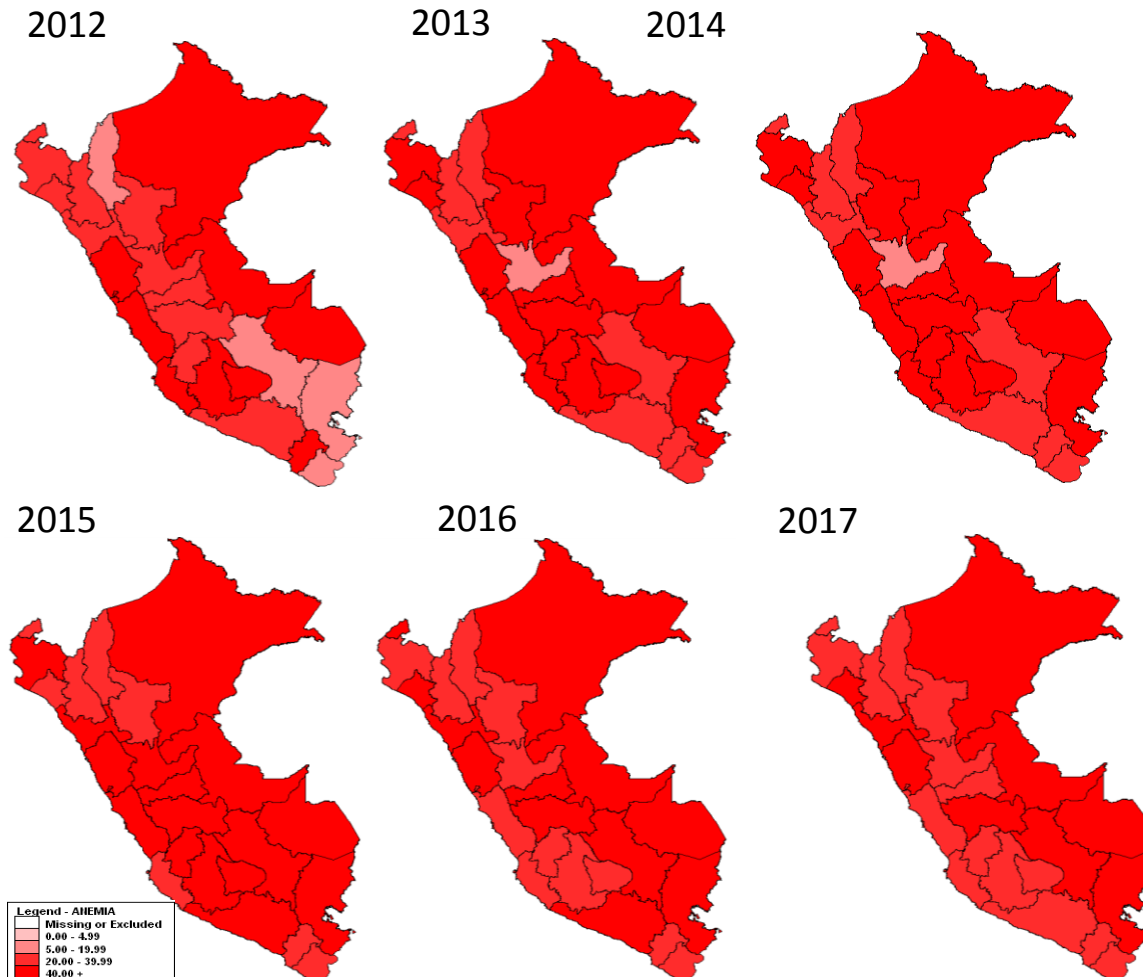 2012
2013
2014
2015
2016
2017
Legend - ANEMIA
Missing or Excluded
0.00 - 4.99
5.00 - 19.99
20.00 - 39.99
40.00 +